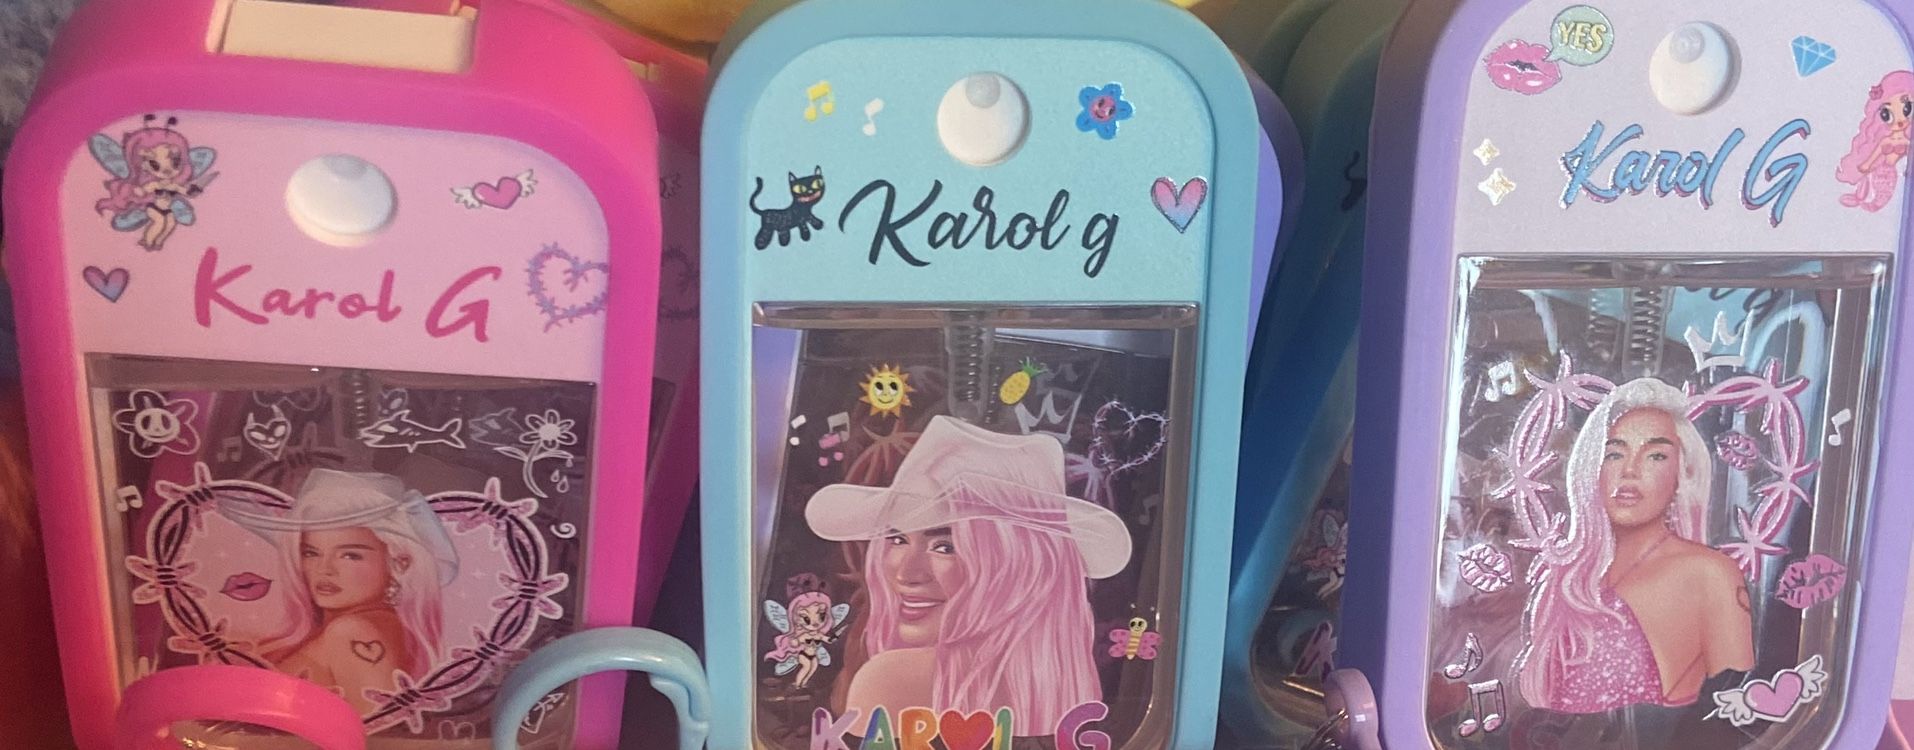 Karol G
Karol g
KAROL G
YES
Karol G